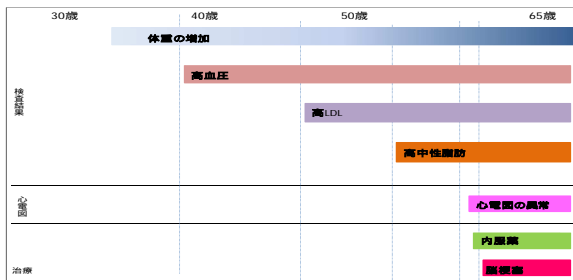 30歳 40歳 50歳 65歳
体重の増加
高血圧
検査結果
高LDL
高中性脂肪
心電図
心電図の異常
内服薬
治療
脳梗塞